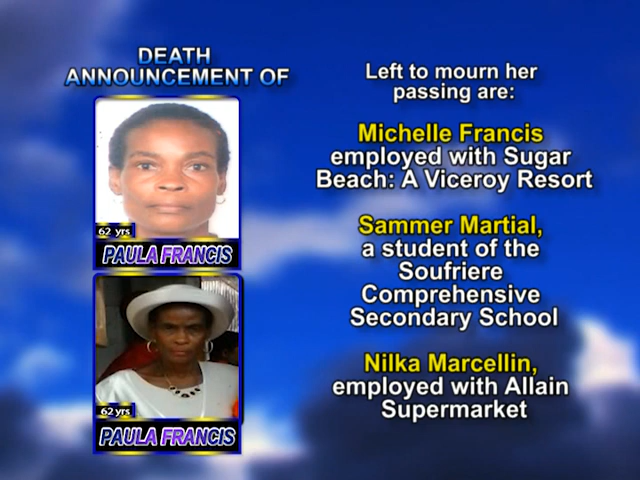 DEATH
ANNOUNCEMENT OF
62 yrs
PAULA FRANCIS
62 yrs
PAULA FRANCIS
Left to mourn her
passing are:
Michelle Francis
employed with Sugar
Beach: A Viceroy Resort
Sammer Martial,
a student of the
Soufriere
Comprehensive
Secondary School
Nilka Marcellin,
employed with Allain
Supermarket